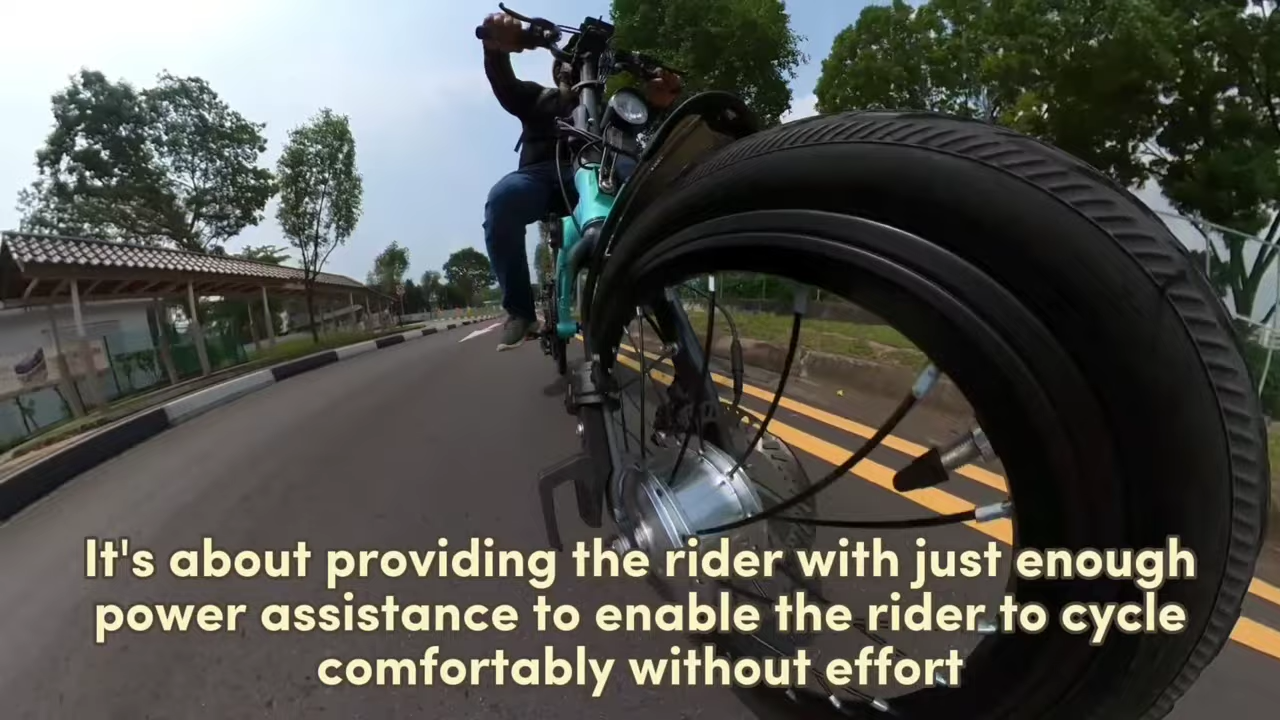 It's about providing the rider with just enough
power assistance to enable the rider to cycle
comfortably without effort